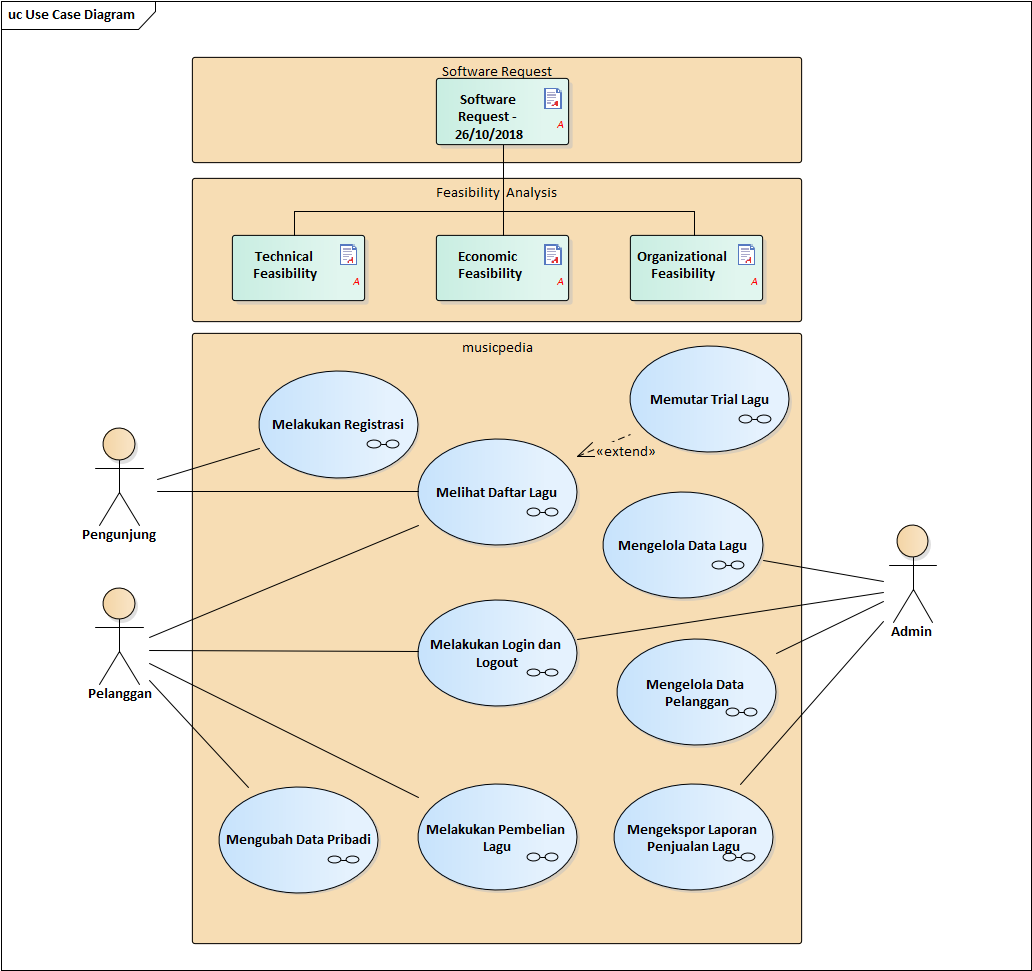 uc Use Case Diagram
Software Request
Software
Request -
26/10/2018
A
Feasibility Analysis
Technical
Feasibility
A
Economic
Feasibility
A
Organizational
Feasibility
A
musicpedia
Memutar Trial Lagu
Melakukan Registrasi
«extend»
Melihat Daftar Lagu
Pengunjung
Mengelola Data Lagu
Admin
Melakukan Login dan
Logout
Pelanggan
Mengelola Data
Pelanggan
Mengubah Data Pribadi
Melakukan Pembelian
Lagu
Mengekspor Laporan
Penjualan Lagu